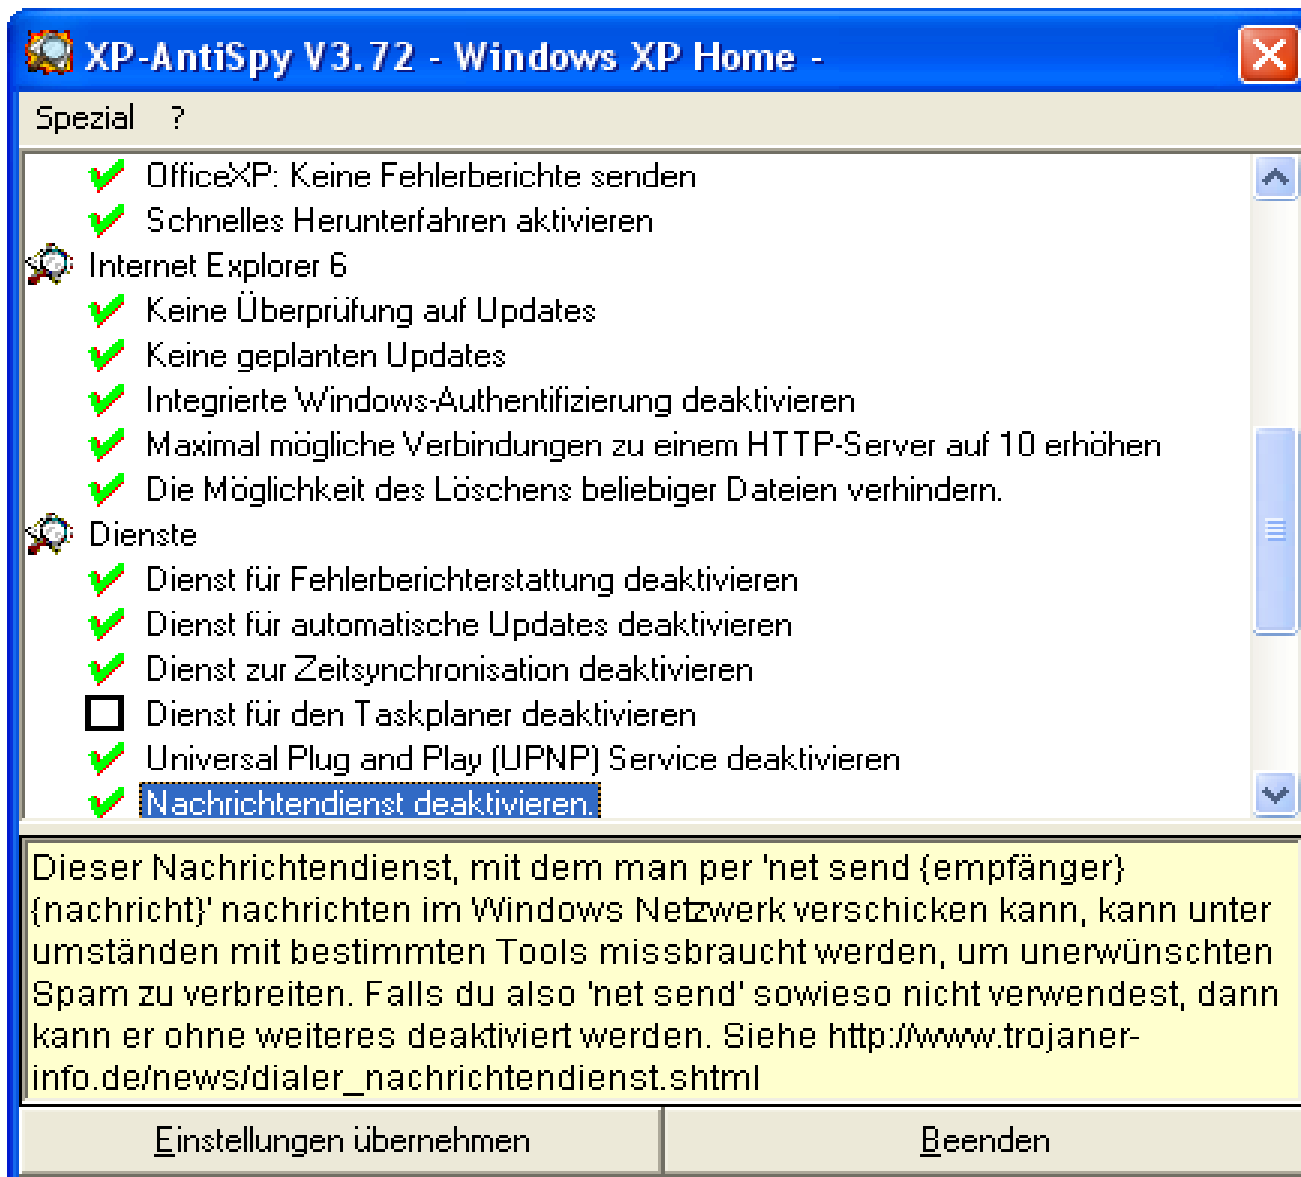 XP-AntiSpy V3.72 - Windows XP Home -
Spezial ?
OfficeXP: Keine Fehlerberichte senden
Schnelles Herunterfahren aktivieren
Internet Explorer 6
Keine Überprüfung auf Updates
Keine geplanten Updates
Integrierte Windows-Authentifizierung deaktivieren
Maximal mögliche Verbindungen zu einem HTTP-Server auf 10 erhöhen
Die Möglichkeit des Löschens beliebiger Dateien verhindern.
Dienste
Dienst für Fehlerberichterstattung deaktivieren
Dienst für automatische Updates deaktivieren
Dienst zur Zeitsynchronisation deaktivieren
Dienst für den Taskplaner deaktivieren
Universal Plug and Play (UPNP) Service deaktivieren
Nachrichtendienst deaktivieren.
Dieser Nachrichtendienst, mit dem man per 'net send {empfänger}
{nachricht}' nachrichten im Windows Netzwerk verschicken kann, kann unter
umständen mit bestimmten Tools missbraucht werden, um unerwünschten
Spam zu verbreiten. Falls du also 'net send' sowieso nicht verwendest, dann
kann er ohne weiteres deaktiviert werden. Siehe http://www.trojaner-
info.de/news/dialer_nachrichtendienst.shtml
Einstellungen übernehmen
Beenden